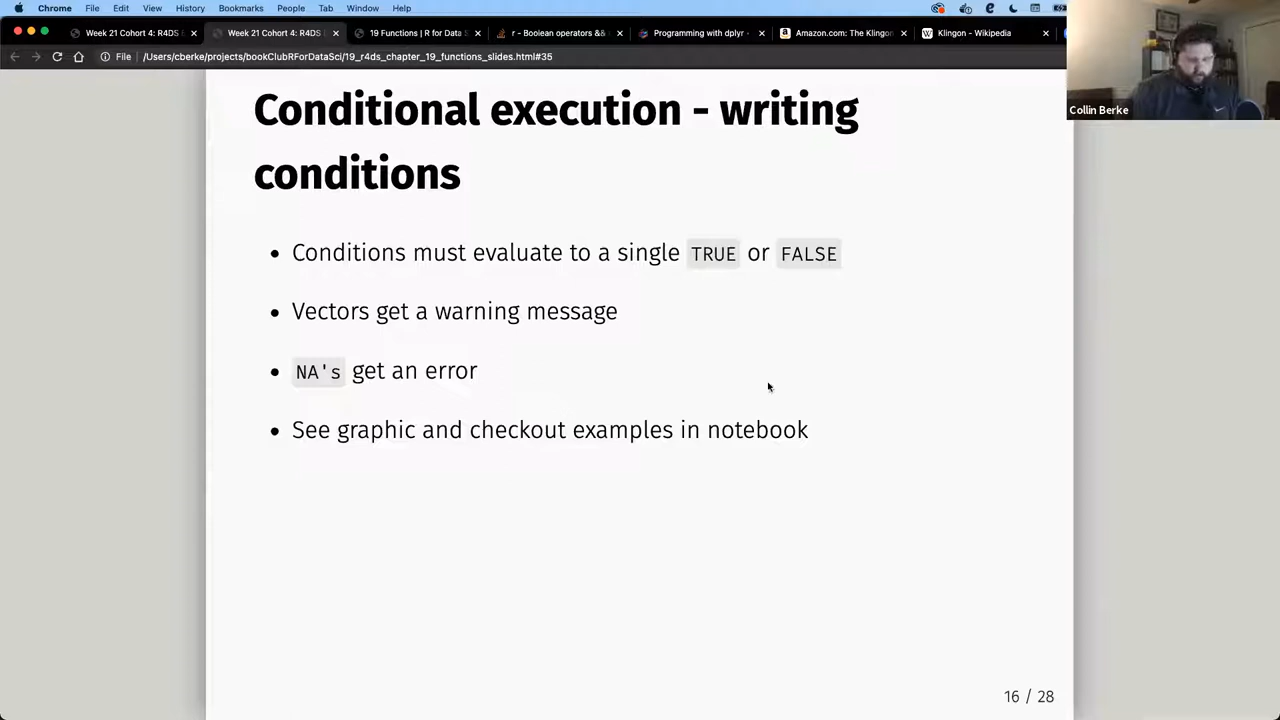 Chrome File Edit View History Bookmarks People Tab Window Help
Week 21 Cohort 4: R4DS
Week 21 Cohort 4: R4DS
19 Functions | R for Data S
r - Boolean operators &&
Programming with dplyr
Amazon.com: The Klingon
Klingon - Wikipedia
File /Users/cberke/projects/bookClubRForDataSci/19_r4ds_chapter_19_functions_slides.html#35
Collin Berke
Conditional execution - writing
conditions
• Conditions must evaluate to a single TRUE or FALSE
• Vectors get a warning message
• NA's get an error
• See graphic and checkout examples in notebook
16 / 28